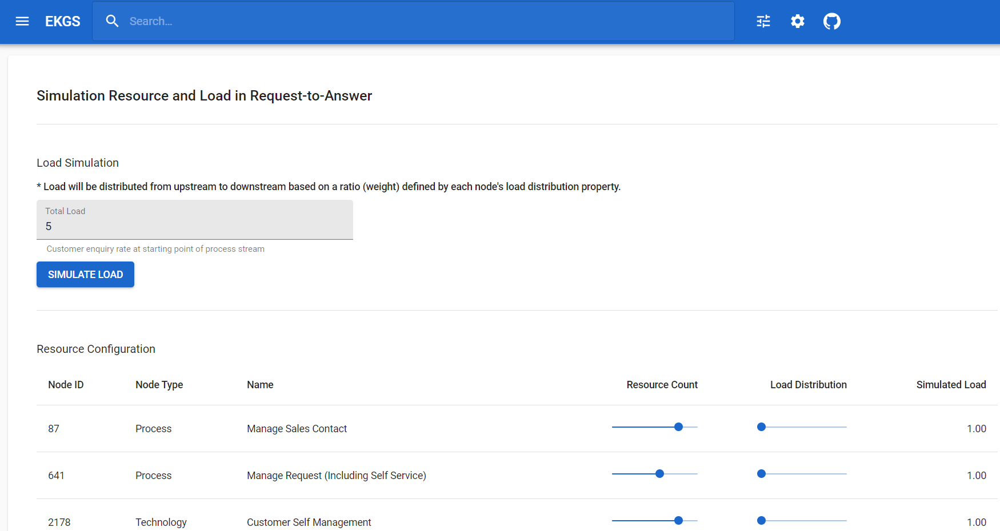 EKGS
Search...
Simulation Resource and Load in Request-to-Answer
Load Simulation
* Load will be distributed from upstream to downstream based on a ratio (weight) defined by each node's load distribution property.
Total Load
5
Customer enquiry rate at starting point of process stream
SIMULATE LOAD
Resource Configuration
Node ID Node Type Name Resource Count Load Distribution Simulated Load
87 Process Manage Sales Contact 1.00
641 Process Manage Request (Including Self Service) 1.00
2178 Technology Customer Self Management 1.00